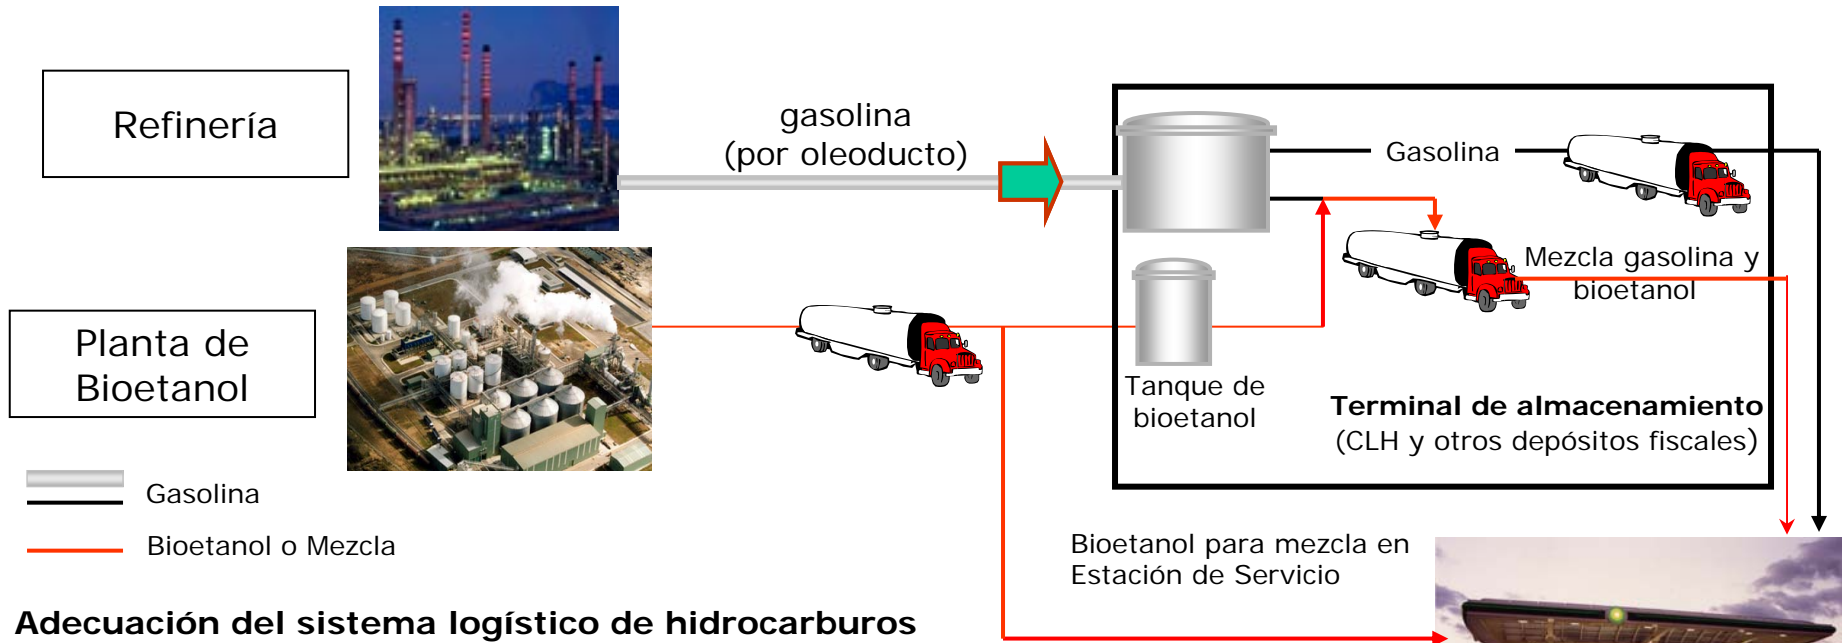 Refinería
gasolina
(por oleoducto)
Gasolina
Mezcla gasolina y
bioetanol
Planta de
Bioetanol
Tanque de
bioetanol
Terminal de almacenamiento
(CLH y otros depósitos fiscales)
Gasolina
Bioetanol o Mezcla
Bioetanol para mezcla en
Estación de Servicio
Adecuación del sistema logístico de hidrocarburos